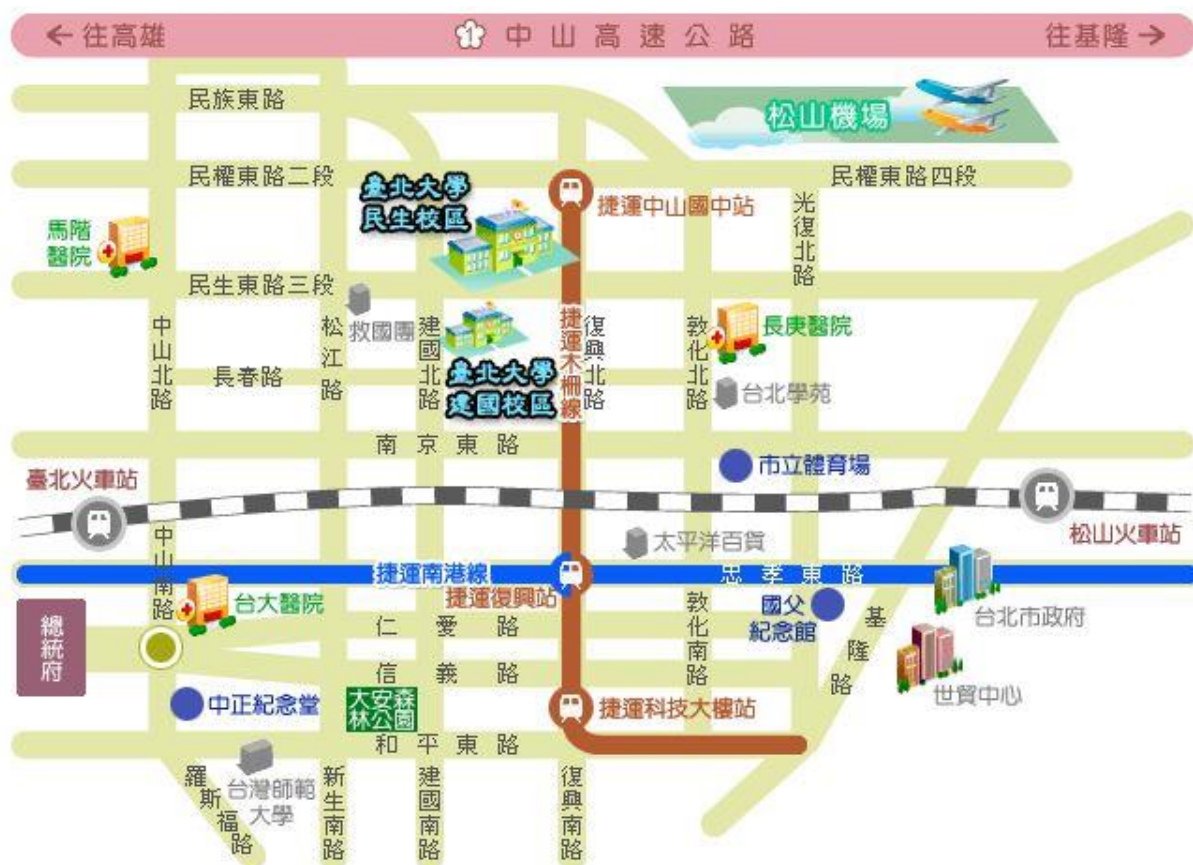 ←往高雄
1
中山高速公路
往基隆→
民族東路
松山機場
民權東路二段
民權東路四段
臺北大學
民生校區
捷運中山國中站
光復北路
馬階
醫院
民生東路三段
中山北路
松江路
救國團
建國北路
捷運木柵線
復興北路
敦化北路
長庚醫院
長春路
臺北大學
建國校區
台北學苑
南京東路
市立體育場
臺北火車站
松山火車站
中山南路
太平洋百貨
捷運南港線
忠孝東路
捷運復興站
台大醫院
國父
紀念館
台北市政府
總統府
仁愛路
敦化南路
基隆路
信義路
世貿中心
中正紀念堂
大安森
林公園
捷運科技大樓站
和平東路
羅斯福路
台灣師範
大學
新生南路
建國南路
復興南路